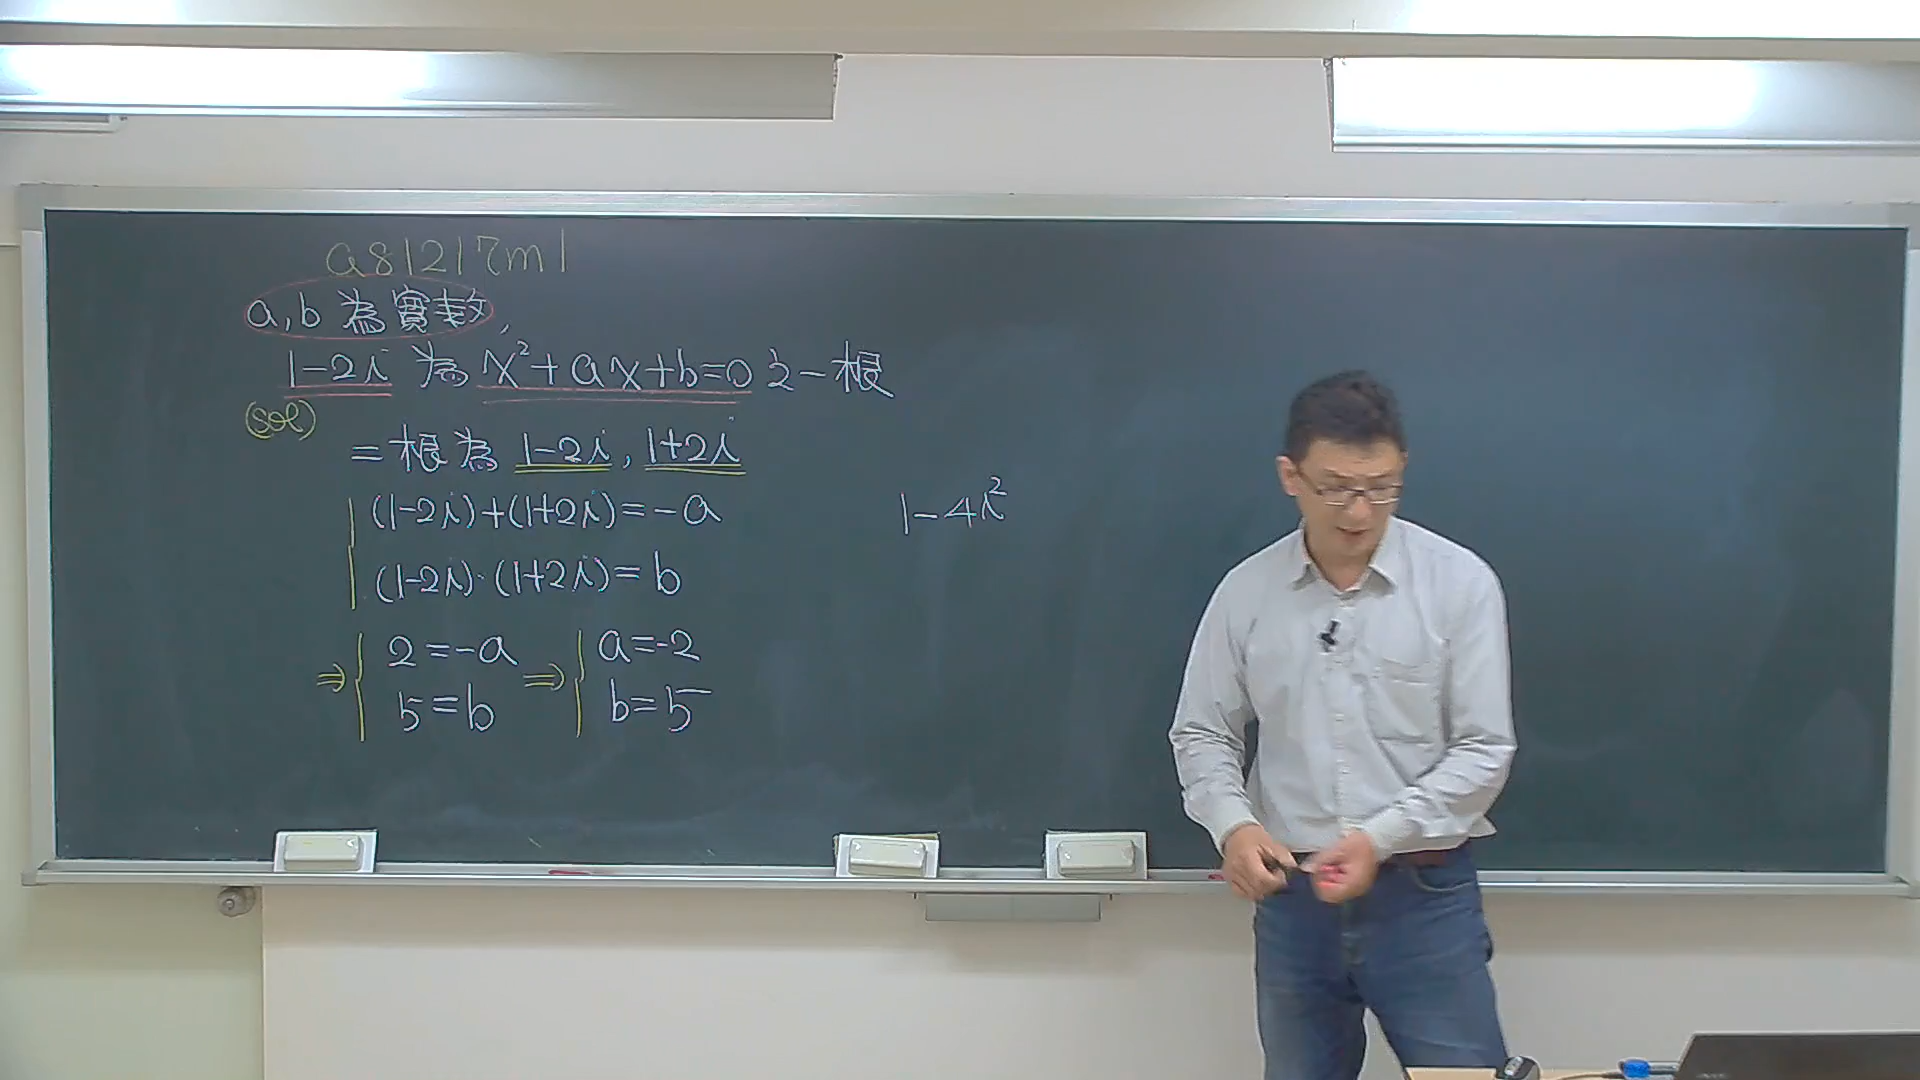 a81217m1
a,b 為實數,
1-2i 為 x²+ax+b=0 之一根
(sol)
二根為 1-2i, 1+2i
(1-2i)+(1+2i)=-a
1-4i²
(1-2i)·(1+2i)=b
⇒ { 2=-a ⇒ { a=-2
5=b b=5